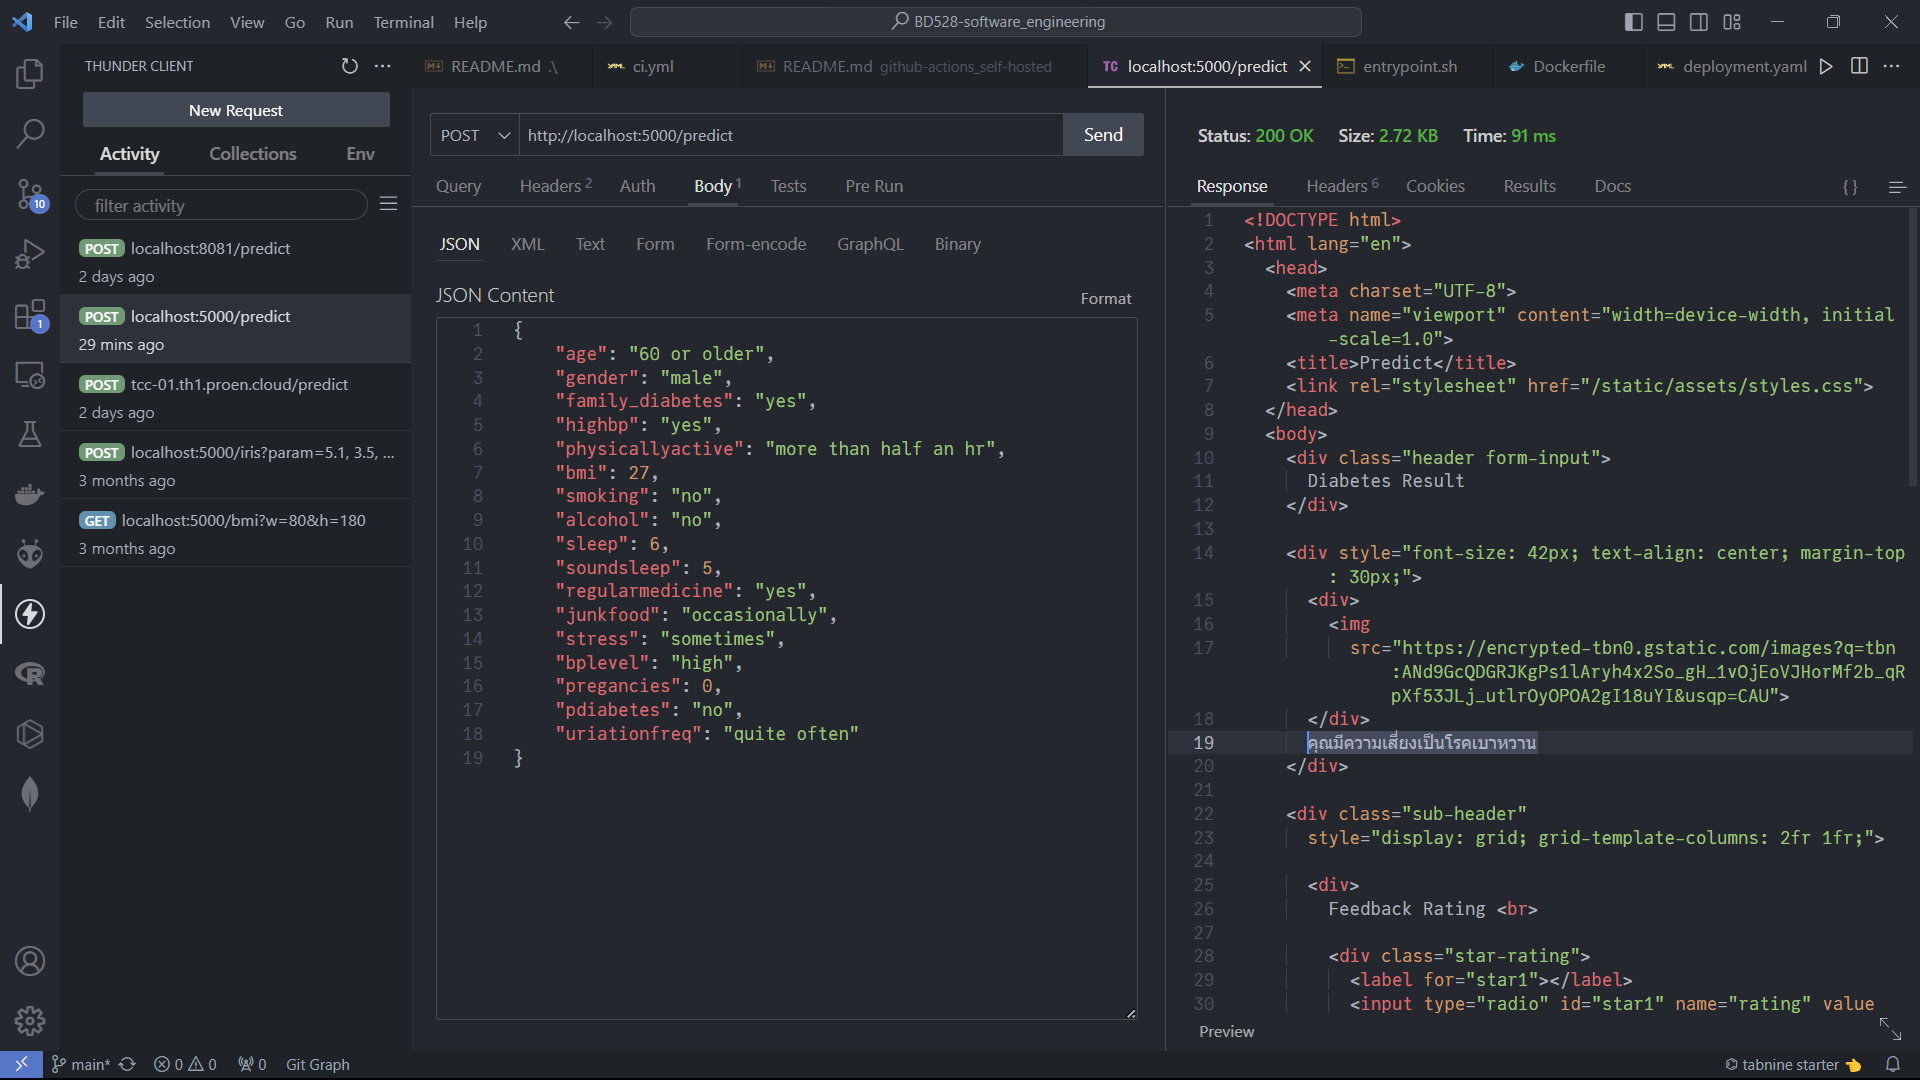 File Edit Selection View Go Run Terminal Help
BD528-software_engineering
THUNDER CLIENT
New Request
Activity Collections Env
filter activity
POST localhost:8081/predict
2 days ago
POST localhost:5000/predict
29 mins ago
POST tcc-01.th1.proen.cloud/predict
2 days ago
POST localhost:5000/iris?param=5.1, 3.5, ...
3 months ago
GET localhost:5000/bmi?w=80&h=180
3 months ago
10
1
README.md .\
ci.yml
README.md github-actions_self-hosted
TC localhost:5000/predict
entrypoint.sh
Dockerfile
deployment.yaml
POST http://localhost:5000/predict Send
Query Headers 2 Auth Body 1 Tests Pre Run
JSON XML Text Form Form-encode GraphQL Binary
JSON Content
Format
1 {
2 "age": "60 or older",
3 "gender": "male",
4 "family_diabetes": "yes",
5 "highbp": "yes",
6 "physicallyactive": "more than half an hr",
7 "bmi": 27,
8 "smoking": "no",
9 "alcohol": "no",
10 "sleep": 6,
11 "soundsleep": 5,
12 "regularmedicine": "yes",
13 "junkfood": "occasionally",
14 "stress": "sometimes",
15 "bplevel": "high",
16 "pregancies": 0,
17 "pdiabetes": "no",
18 "uriationfreq": "quite often"
19 }
Status: 200 OK Size: 2.72 KB Time: 91 ms
Response Headers 6 Cookies Results Docs { }
1 <!DOCTYPE html>
2 <html lang="en">
3 <head>
4 <meta charset="UTF-8">
5 <meta name="viewport" content="width=device-width, initial
-scale=1.0">
6 <title>Predict</title>
7 <link rel="stylesheet" href="/static/assets/styles.css">
8 </head>
9 <body>
10 <div class="header form-input">
11 Diabetes Result
12 </div>
13
14 <div style="font-size: 42px; text-align: center; margin-top
: 30px;">
15 <div>
16 <img
17 src="https://encrypted-tbn0.gstatic.com/images?q=tbn
:ANd9GcQDGRJKgPs1lAryh4x2So_gH_1vOjEoVJHorMf2b_qR
pXf53JLj_utlrOyOPOA2gI18uYI&usqp=CAU">
18 </div>
19 คุณมีความเสี่ยงเป็นโรคเบาหวาน
20 </div>
21
22 <div class="sub-header"
23 style="display: grid; grid-template-columns: 2fr 1fr;">
24
25 <div>
26 Feedback Rating <br>
27
28 <div class="star-rating">
29 <label for="star1"></label>
30 <input type="radio" id="star1" name="rating" value
Preview
main* 0 0 0 Git Graph
tabnine starter